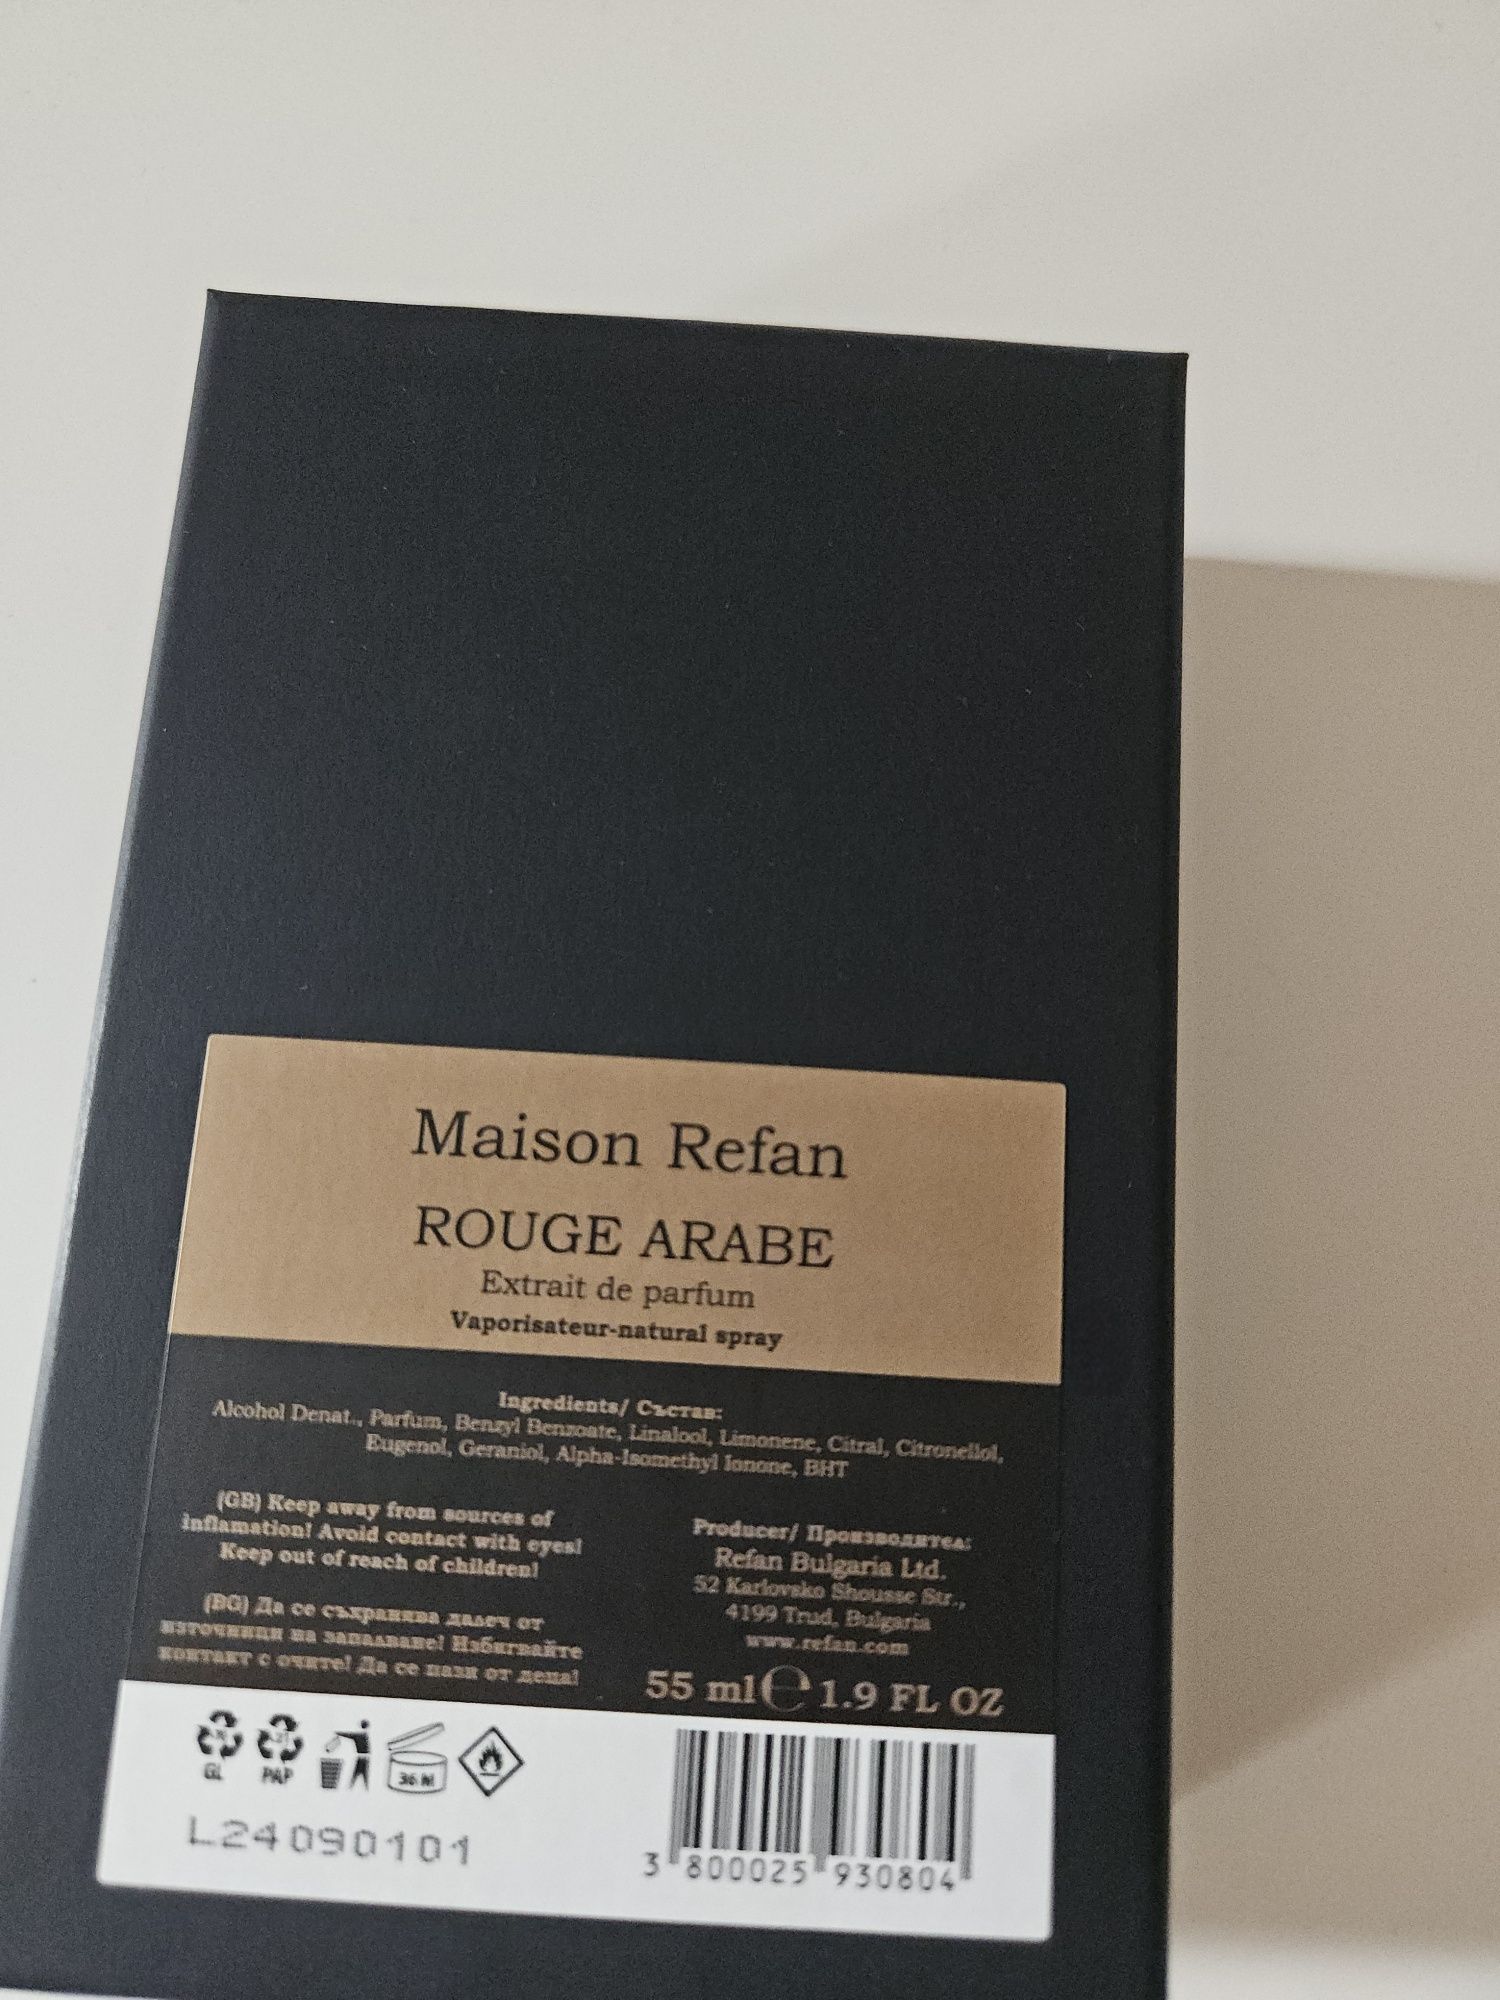 Maison Refan
ROUGE ARABE
Extrait de parfum
Vaporisateur-natural spray
Ingredients/ Състав:
Alcohol Denat., Parfum, Benzyl Benzoate, Linalool, Limonene, Citral, Citronellol,
Eugenol, Geraniol, Alpha-Isomethyl Ionone, BHT
(GB) Keep away from sources of
inflamation! Avoid contact with eyes!
Keep out of reach of children!
(BG) Да се съхранява далеч от
източници на запалване! Избягвайте
контакт с очите! Да се пази от деца!
Producer/ Производител:
Refan Bulgaria Ltd.
52 Karlovsko Shousse Str.,
4199 Trud, Bulgaria
www.refan.com
55 ml e 1.9 FL OZ
GL PAP 36 M
L24090101
3 800025 930804